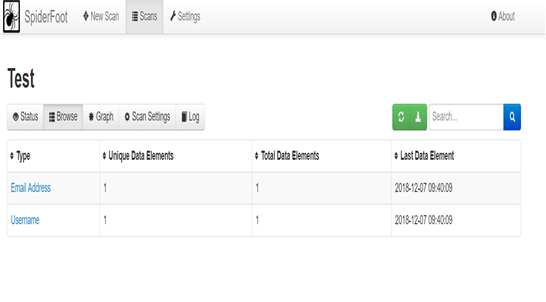 SpiderFoot New Scan Scans Settings About
Test
Status Browse Graph Scan Settings Log Search...
Type Unique Data Elements Total Data Elements Last Data Element
Email Address 1 1 2018-12-07 09:40:09
Username 1 1 2018-12-07 09:40:09